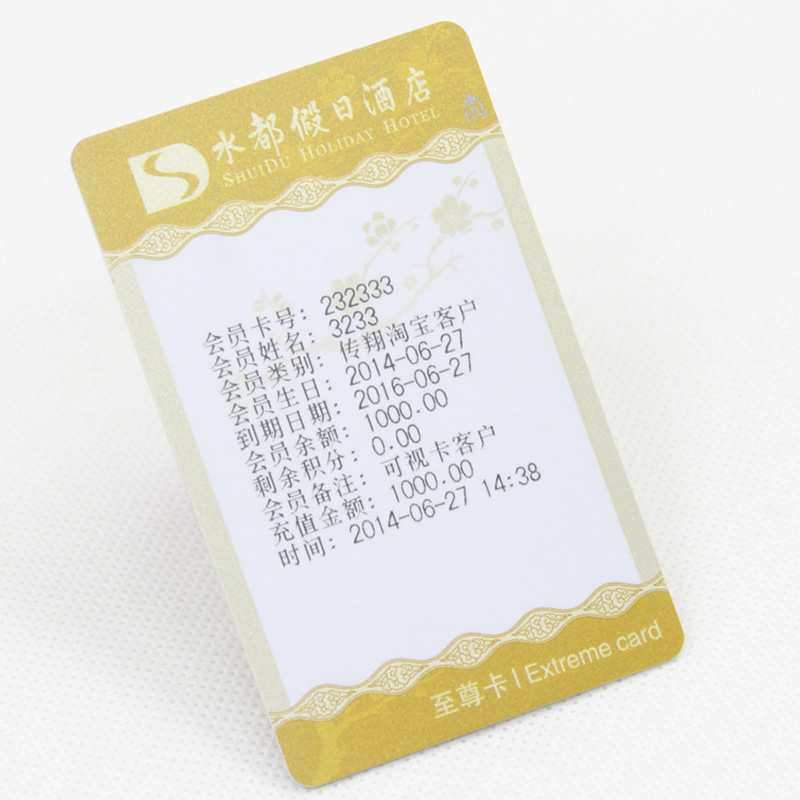 水都假日酒店
SHUIDU HOLIDAY HOTEL
会员卡号: 232333
会员姓名: 3233
会员类别: 传翔淘宝客户
会员生日: 2014-06-27
到期日期: 2016-06-27
会员余额: 1000.00
剩余积分: 0.00
会员备注: 可视卡客户
充值金额: 1000.00
时间: 2014-06-27 14:38
至尊卡 | Extreme card